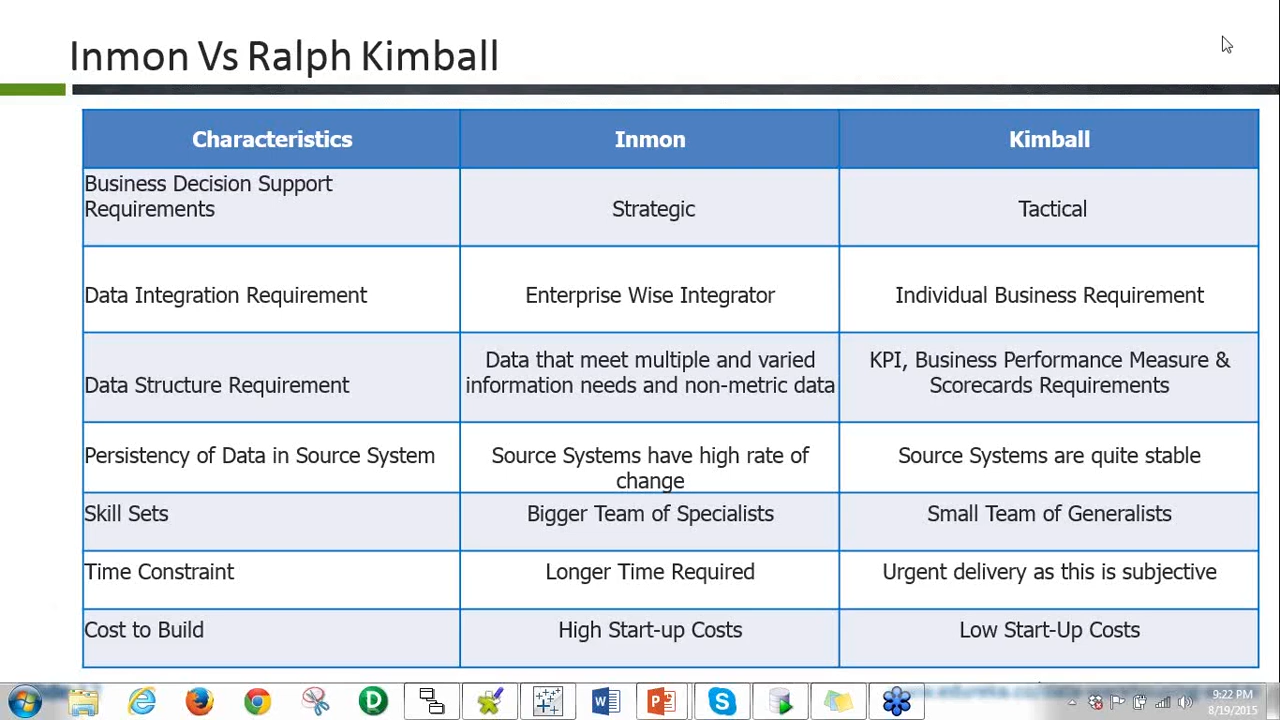 Inmon Vs Ralph Kimball
Characteristics
Inmon
Kimball
Business Decision Support
Requirements
Strategic
Tactical
Data Integration Requirement
Enterprise Wise Integrator
Individual Business Requirement
Data Structure Requirement
Data that meet multiple and varied
information needs and non-metric data
KPI, Business Performance Measure &
Scorecards Requirements
Persistency of Data in Source System
Source Systems have high rate of
change
Source Systems are quite stable
Skill Sets
Bigger Team of Specialists
Small Team of Generalists
Time Constraint
Longer Time Required
Urgent delivery as this is subjective
Cost to Build
High Start-up Costs
Low Start-Up Costs
9:22 PM
8/19/2015